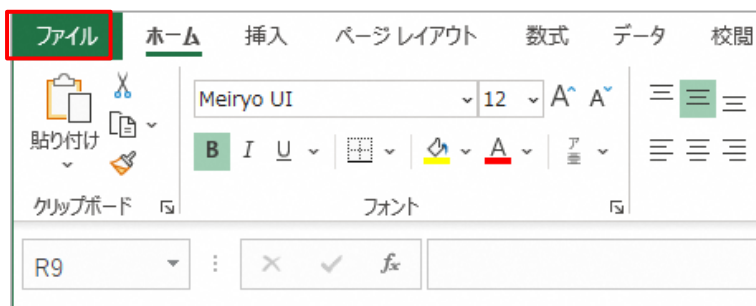 ファイル ホーム 挿入 ページ レイアウト 数式 データ 校閲
Meiryo UI 12 A A
貼り付け
B I U A ア亜
クリップボード フォント
R9 fx